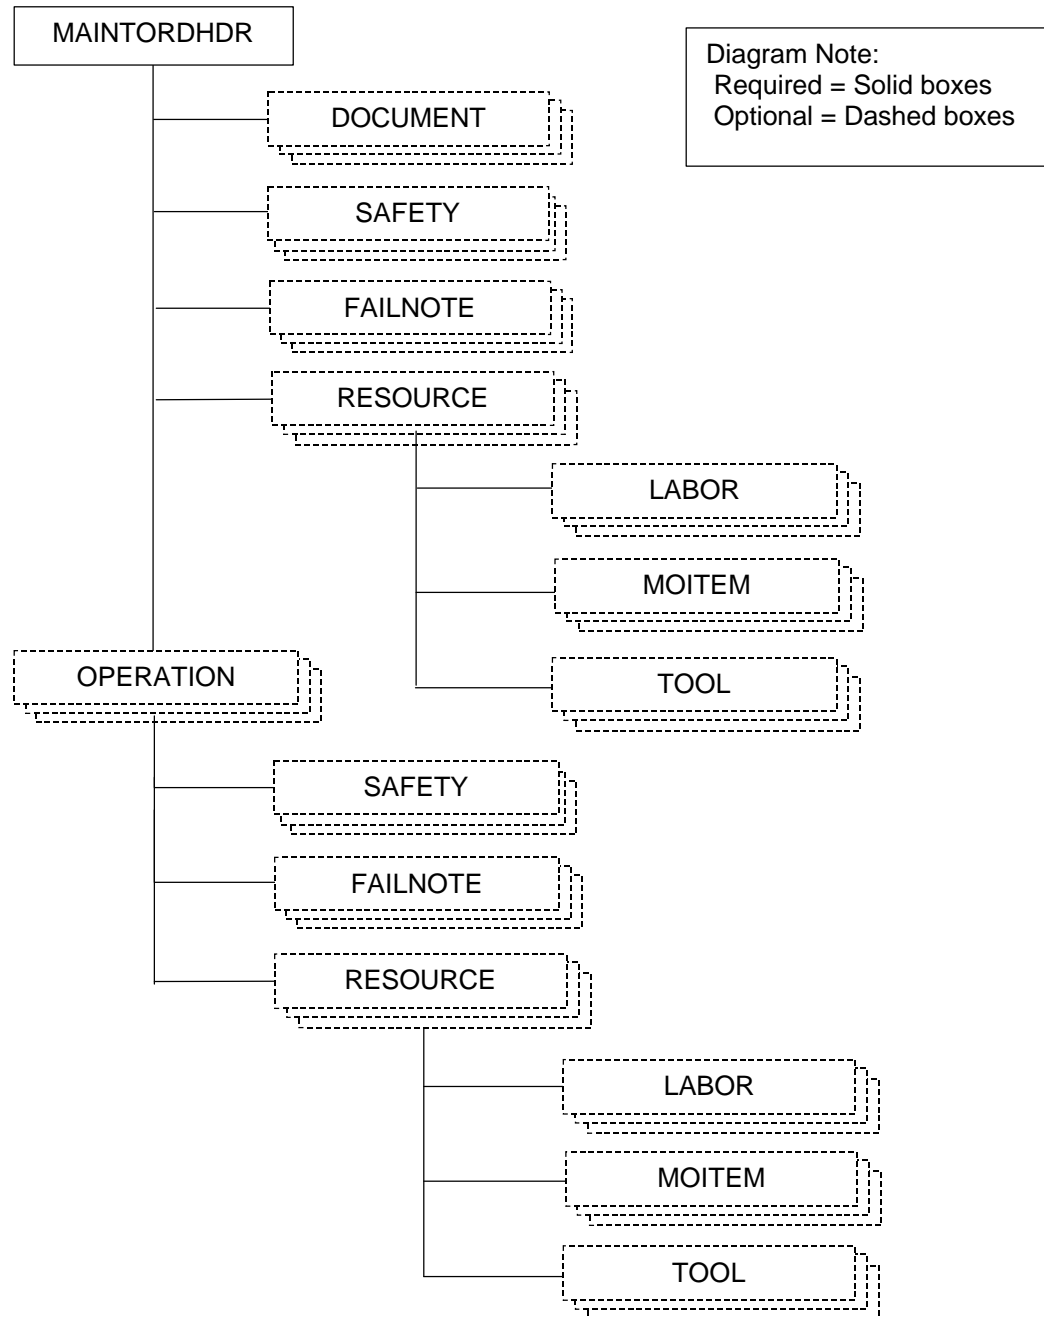 MAINTORDHDR
Diagram Note:
Required = Solid boxes
Optional = Dashed boxes
DOCUMENT
SAFETY
FAILNOTE
RESOURCE
LABOR
MOITEM
TOOL
OPERATION
SAFETY
FAILNOTE
RESOURCE
LABOR
MOITEM
TOOL